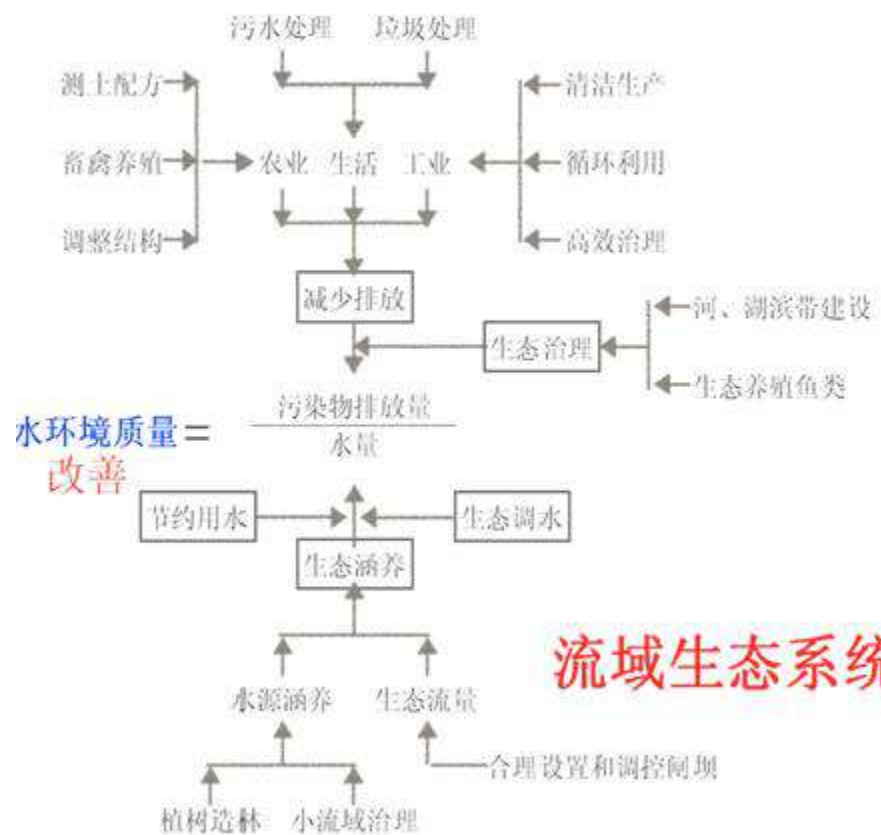 污水处理 垃圾处理
测土配方 清洁生产
畜禽养殖 农业 生活 工业 循环利用
调整结构 高效治理
减少排放 河、湖滨带建设
生态治理
生态养殖鱼类
污染物排放量
水环境质量=
水量
改善
节约用水 生态调水
生态涵养
流域生态系统
水源涵养 生态流量
合理设置和调控闸坝
植树造林 小流域治理